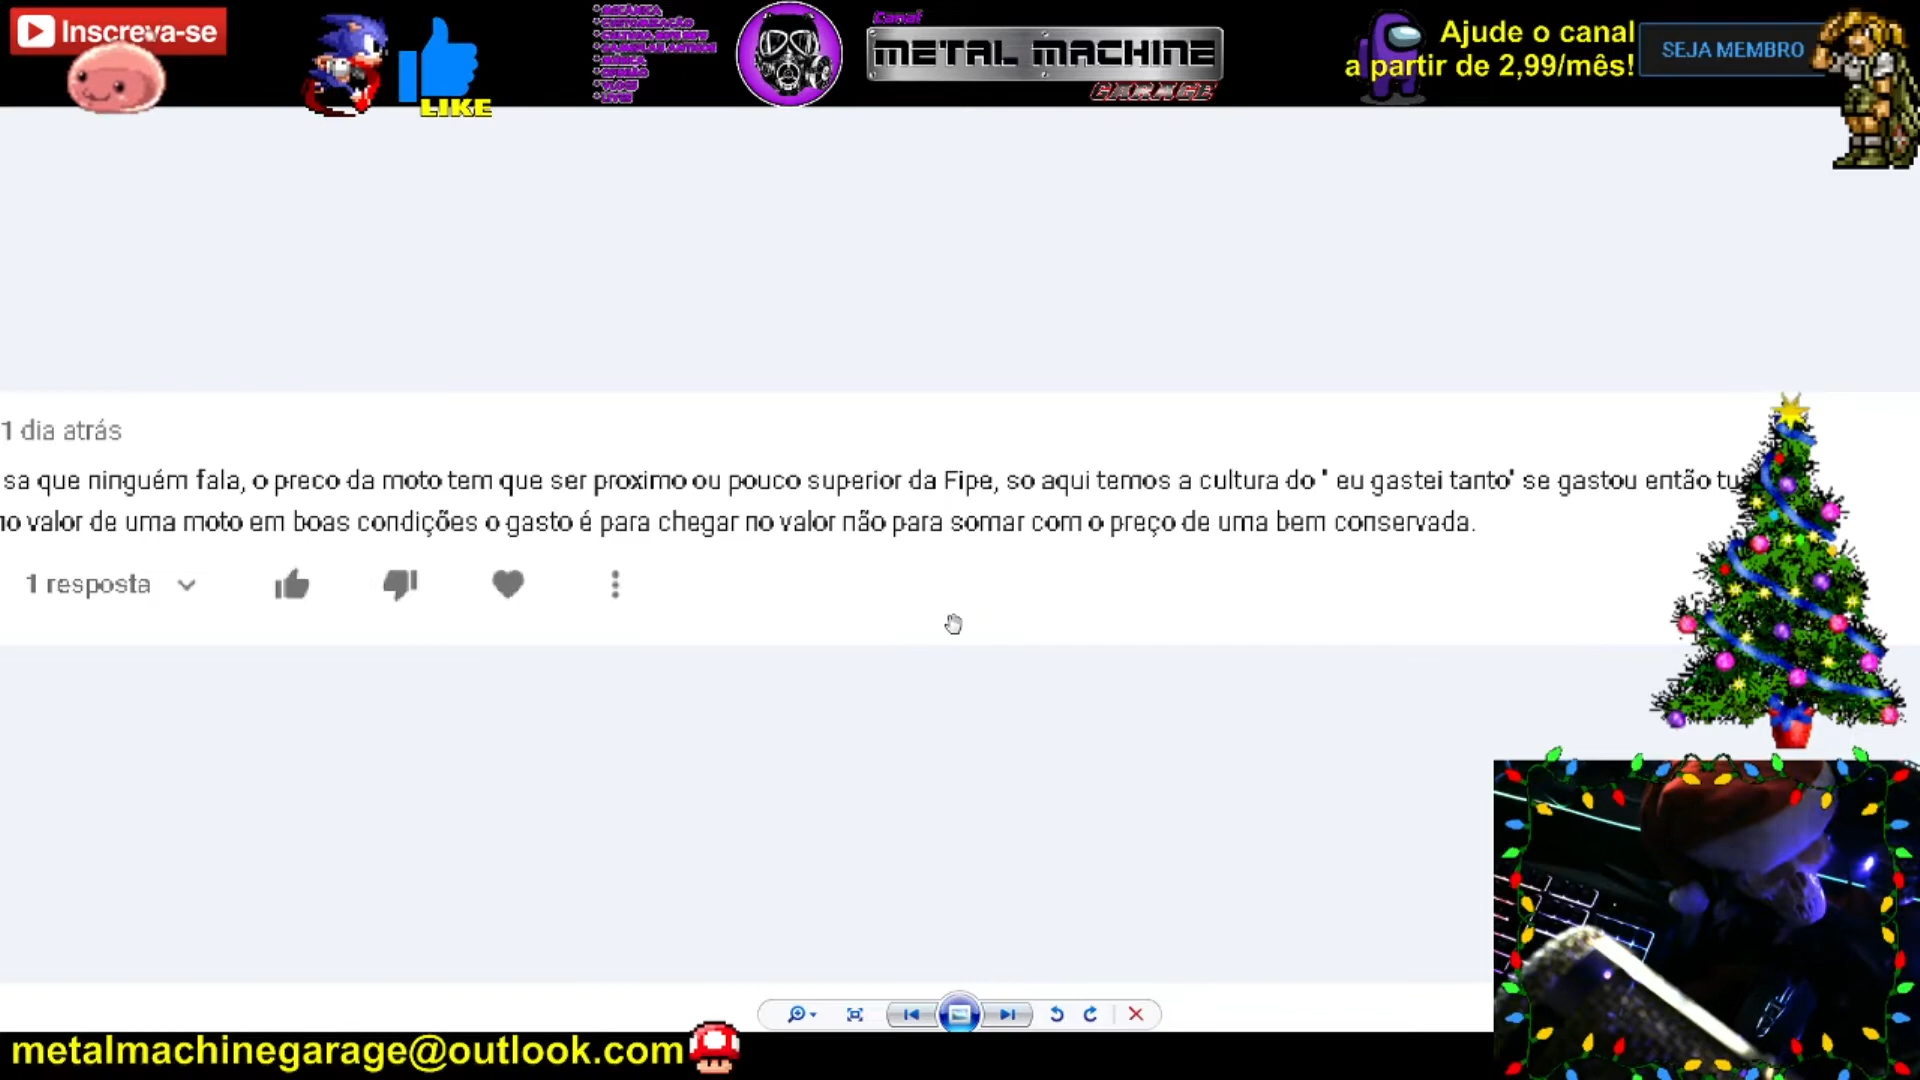 Inscreva-se
LIKE
Canal
METAL MACHINE
GARAGE
Ajude o canal
a partir de 2,99/mês!
SEJA MEMBRO
1 dia atrás
sa que ninguém fala, o preco da moto tem que ser proximo ou pouco superior da Fipe, so aqui temos a cultura do " eu gastei tanto" se gastou então tu
no valor de uma moto em boas condições o gasto é para chegar no valor não para somar com o preço de uma bem conservada.
1 resposta
metalmachinegarage@outlook.com